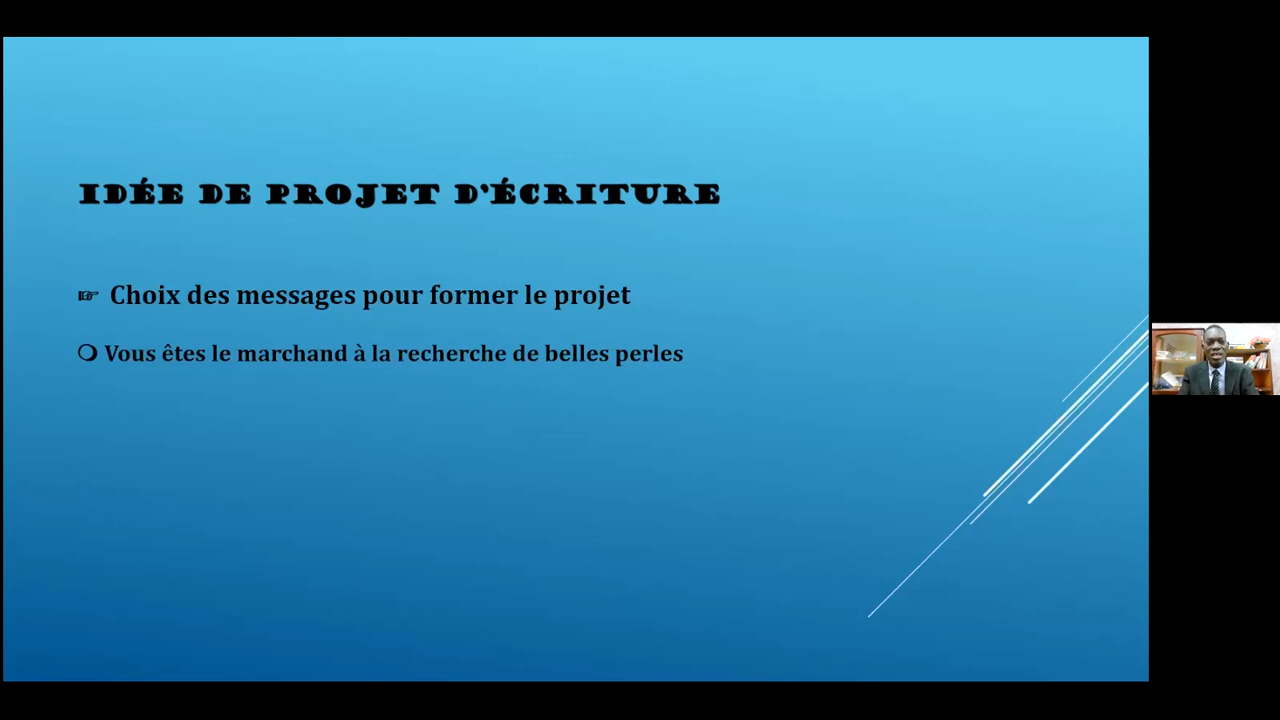 IDÉE DE PROJET D'ÉCRITURE
☞ Choix des messages pour former le projet
❍ Vous êtes le marchand à la recherche de belles perles